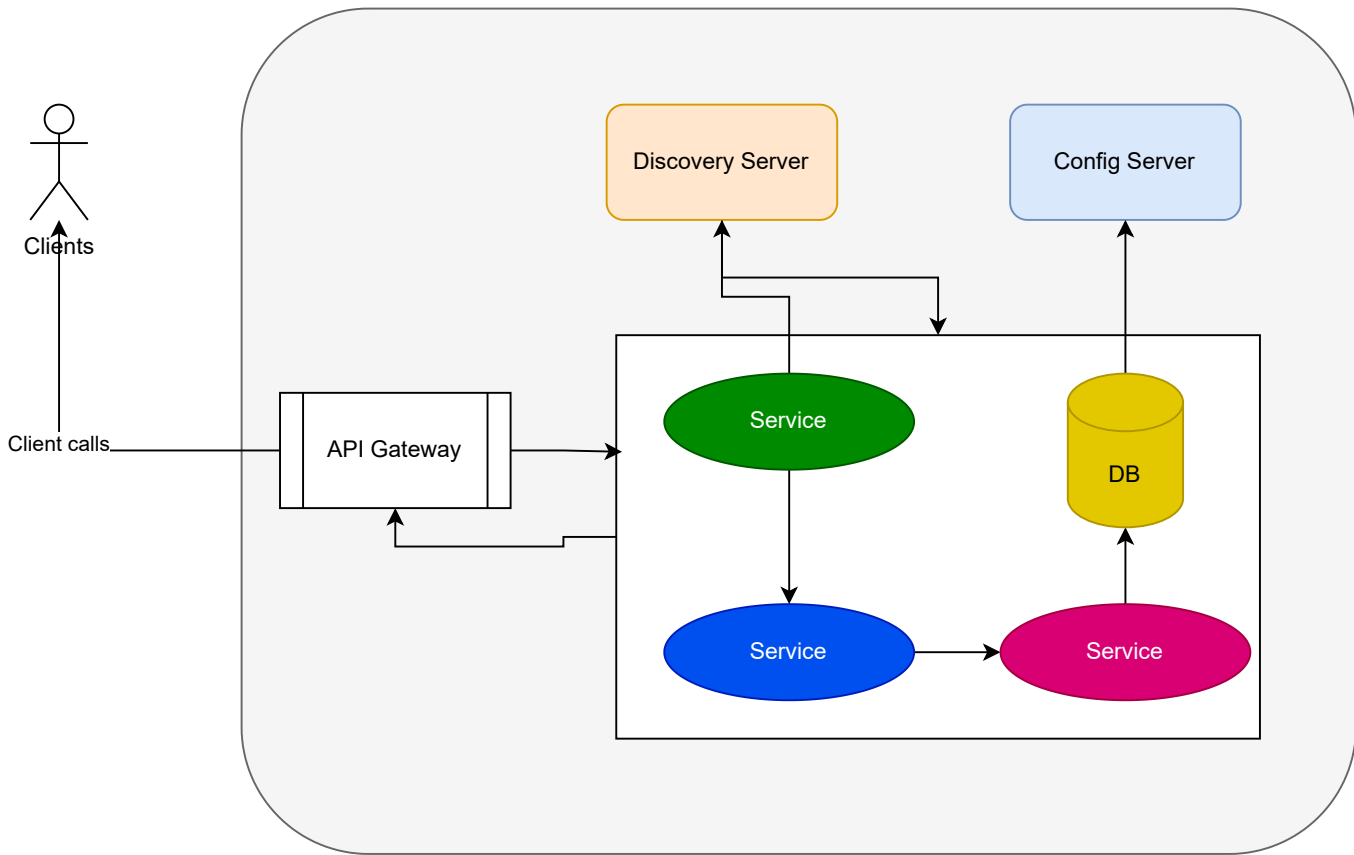 Discovery Server
Config Server
Clients
Service
Client calls
API Gateway
DB
Service
Service